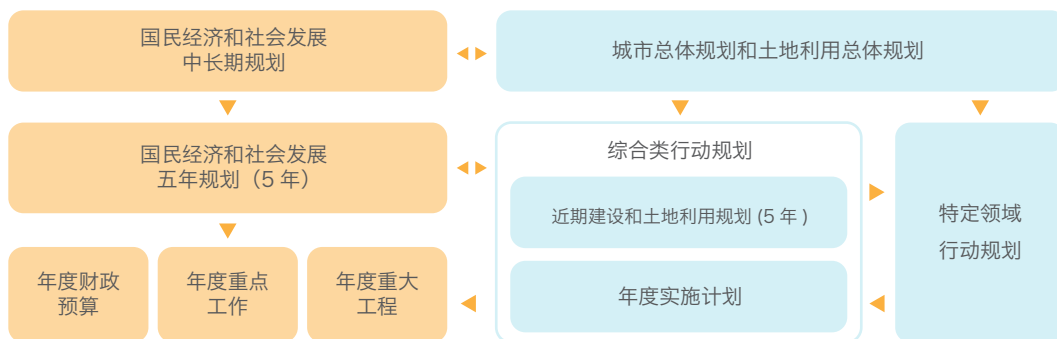 国民经济和社会发展
中长期规划
城市总体规划和土地利用总体规划
国民经济和社会发展
五年规划（5 年）
综合类行动规划
近期建设和土地利用规划 (5 年 )
年度实施计划
特定领域
行动规划
年度财政
预算
年度重点
工作
年度重大
工程